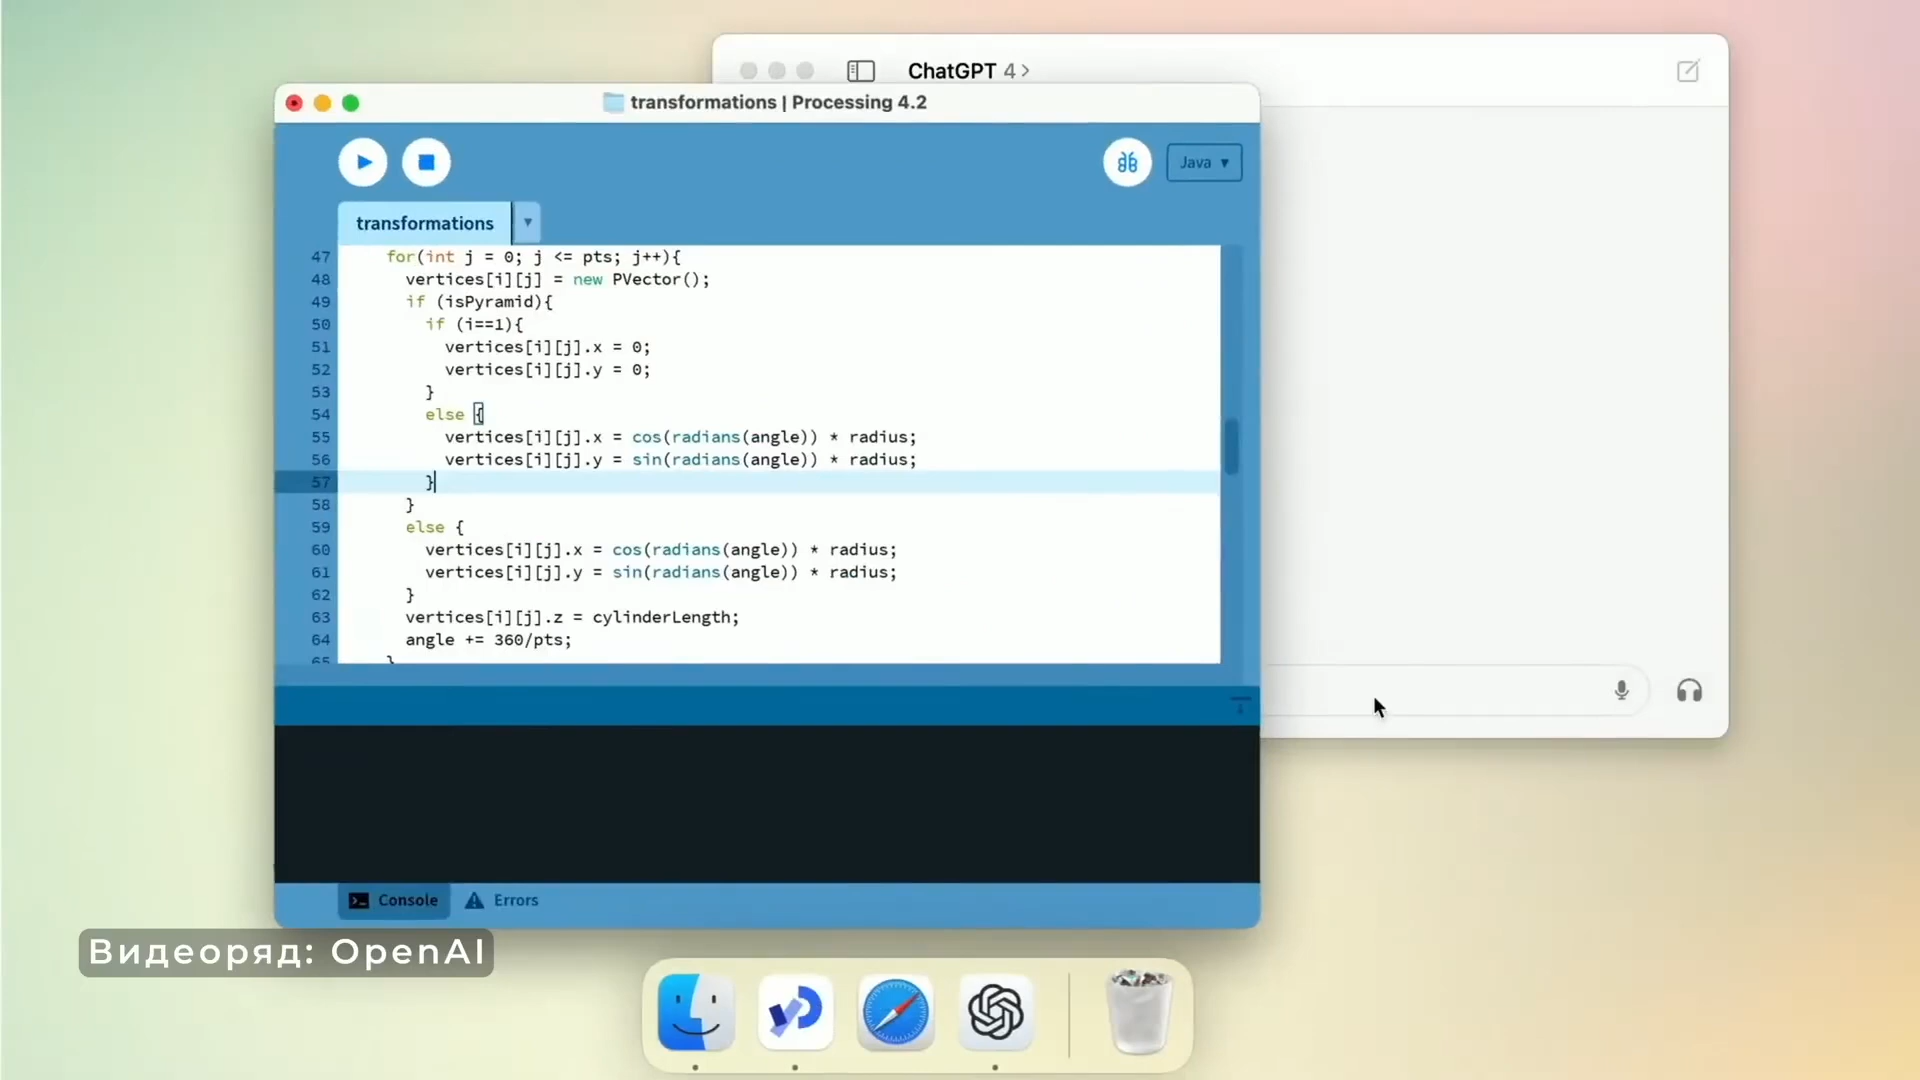 ChatGPT 4 >
transformations | Processing 4.2
Java ▾
transformations
47 for(int j = 0; j <= pts; j++){
48 vertices[i][j] = new PVector();
49 if (isPyramid){
50 if (i==1){
51 vertices[i][j].x = 0;
52 vertices[i][j].y = 0;
53 }
54 else {
55 vertices[i][j].x = cos(radians(angle)) * radius;
56 vertices[i][j].y = sin(radians(angle)) * radius;
57 }
58 }
59 else {
60 vertices[i][j].x = cos(radians(angle)) * radius;
61 vertices[i][j].y = sin(radians(angle)) * radius;
62 }
63 vertices[i][j].z = cylinderLength;
64 angle += 360/pts;
65 }
Console
Errors
Видеоряд: OpenAI